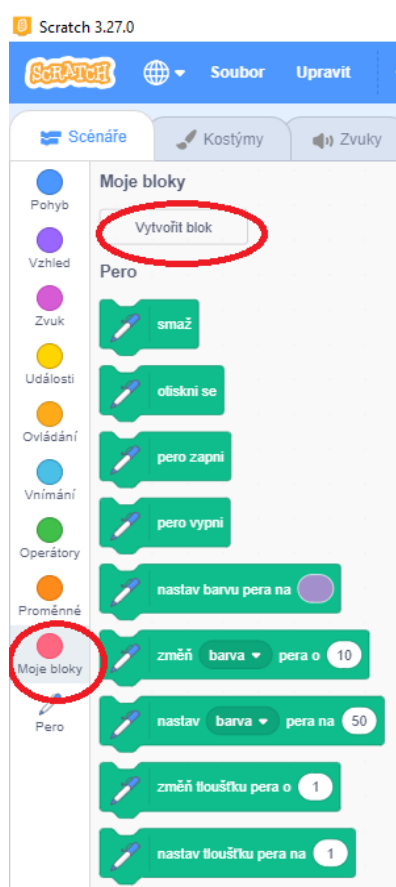 Scratch 3.27.0
SCRATCH Soubor Upravit
Scénáře Kostýmy Zvuky
Pohyb
Vzhled
Zvuk
Události
Ovládání
Vnímání
Operátory
Proměnné
Moje bloky
Pero
Moje bloky
Vytvořit blok
Pero
smaž
otiskni se
pero zapni
pero vypni
nastav barvu pera na
změň barva pera o 10
nastav barva pera na 50
změň tloušťku pera o 1
nastav tloušťku pera na 1